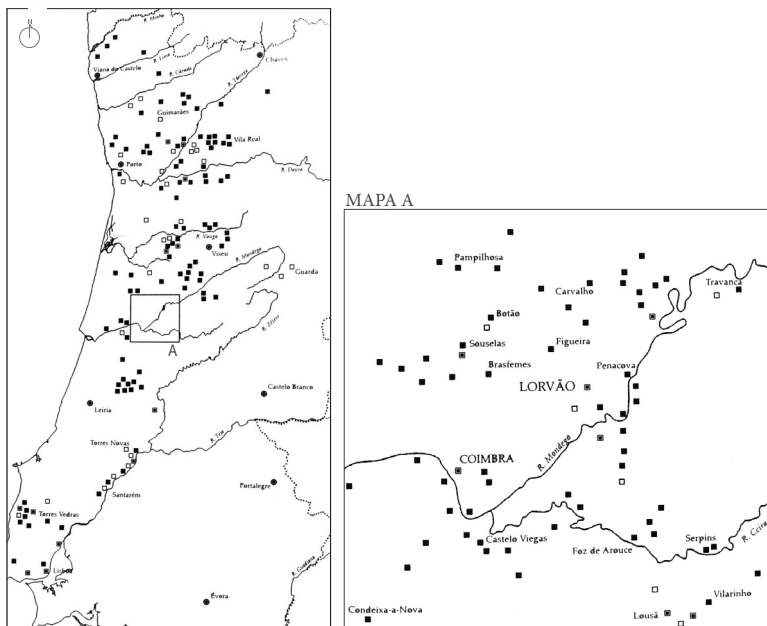 N
R. Minho
R. Lima
Viana do Castelo
Chaves
R. Cávado
R. Tâmega
Guimarães
Vila Real
Porto
R. Douro
R. Vouga
Viseu
R. Mondego
Guarda
R. Zêzere
A
Castelo Branco
Leiria
Torres Novas
R. Tejo
Santarém
Portalegre
Torres Vedras
Lisboa
R. Guadiana
Évora
MAPA A
Pampilhosa
Travanca
Carvalho
Botão
Souselas
Figueira
Brasfemes
Penacova
LORVÃO
COIMBRA
R. Mondego
Castelo Viegas
Foz de Arouce
Serpins
R. Ceira
Vilarinho
Lousã
Condeixa-a-Nova